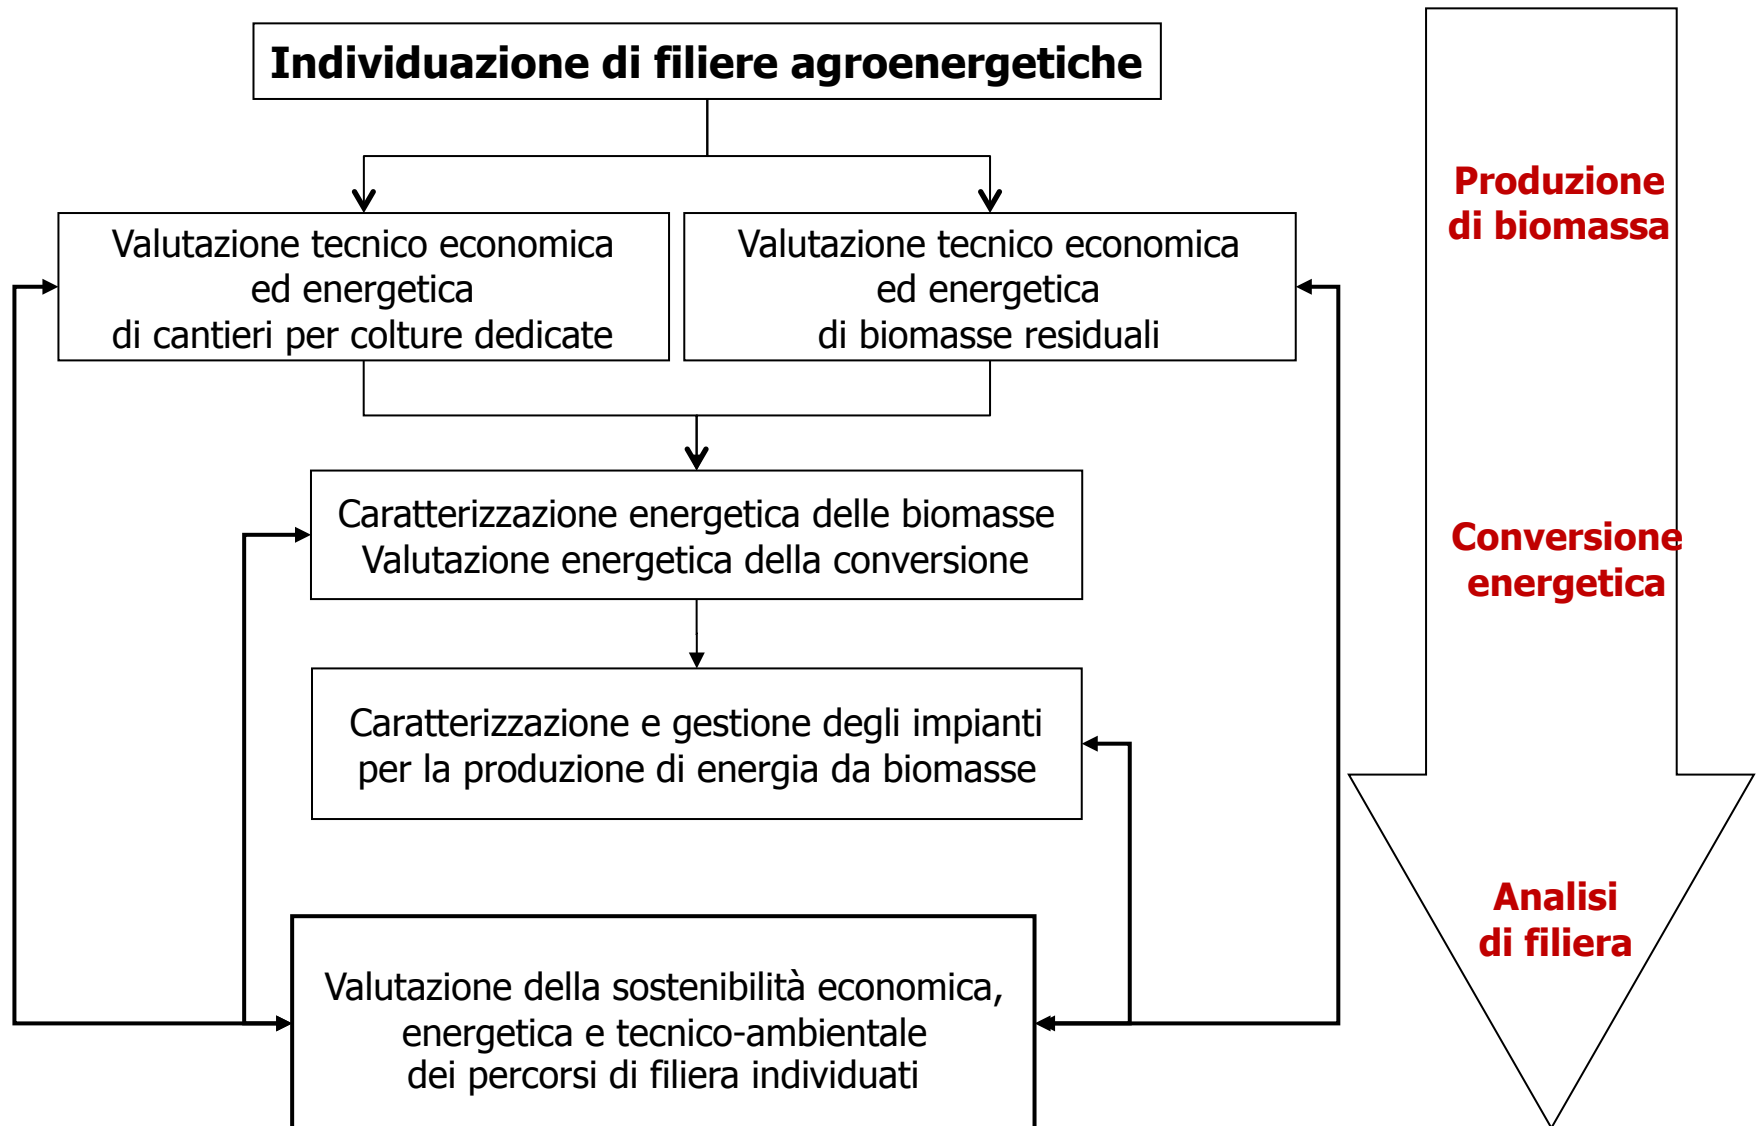 Individuazione di filiere agroenergetiche
Valutazione tecnico economica
ed energetica
di cantieri per colture dedicate
Valutazione tecnico economica
ed energetica
di biomasse residuali
Caratterizzazione energetica delle biomasse
Valutazione energetica della conversione
Caratterizzazione e gestione degli impianti
per la produzione di energia da biomasse
Valutazione della sostenibilità economica,
energetica e tecnico-ambientale
dei percorsi di filiera individuati
Produzione
di biomassa
Conversione
energetica
Analisi
di filiera